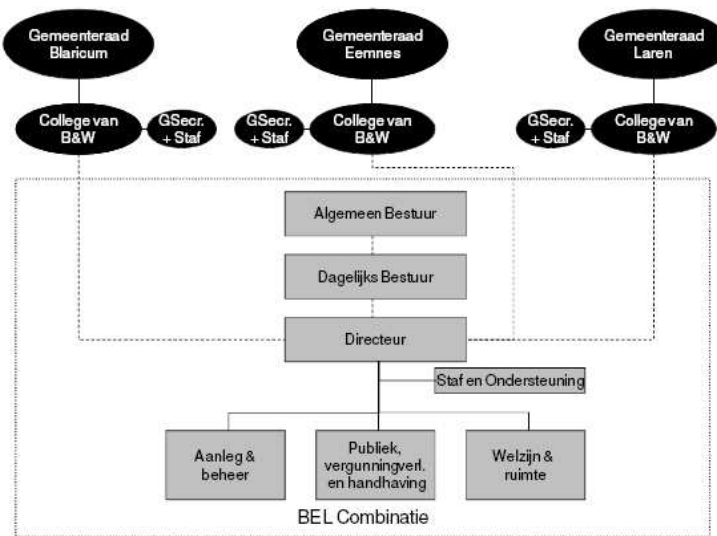 Gemeenteraad
Blaricum
Gemeenteraad
Eemnes
Gemeenteraad
Laren
College van
B&W
GSecr.
+ Staf
GSecr.
+ Staf
College van
B&W
GSecr.
+ Staf
College van
B&W
Algemeen Bestuur
Dagelijks Bestuur
Directeur
Staf en Ondersteuning
Aanleg &
beheer
Publiek,
vergunningverl.
en handhaving
Welzijn &
ruimte
BEL Combinatie